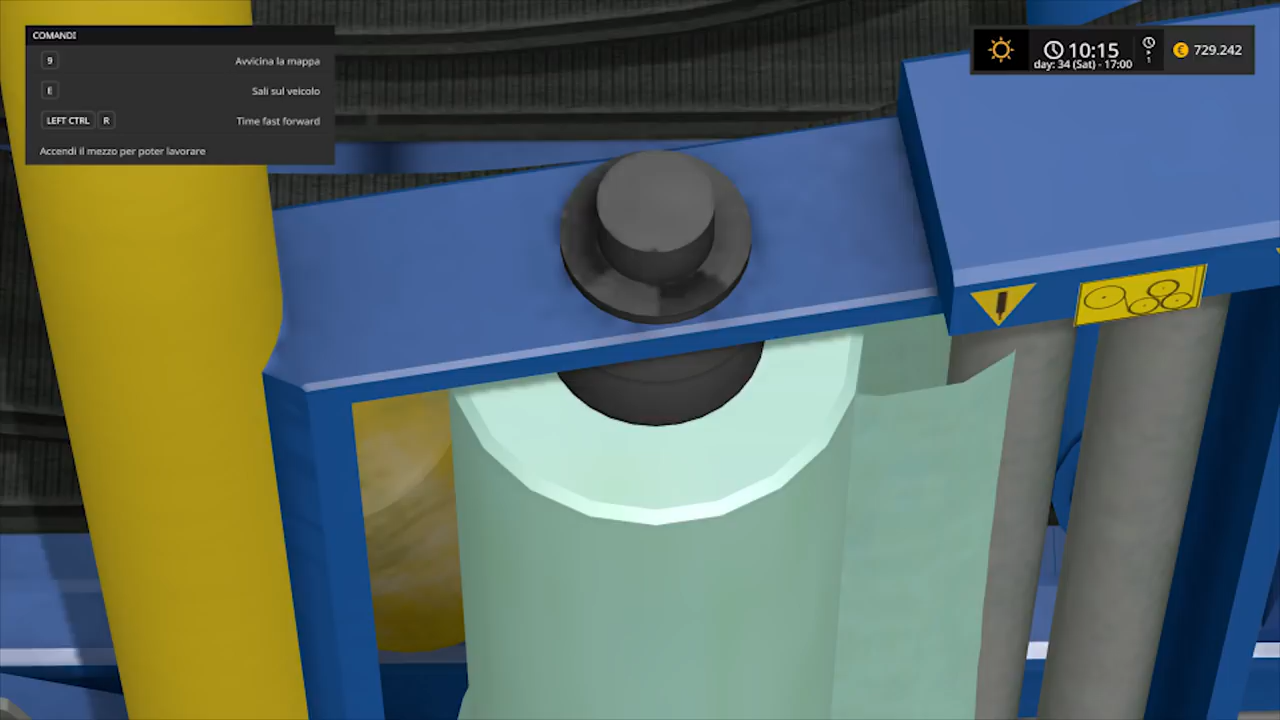 COMANDI
9 Avvicina la mappa
E Sali sul veicolo
LEFT CTRL R Time fast forward
Accendi il mezzo per poter lavorare
10:15
day: 34 (Sat) - 17:00
729.242